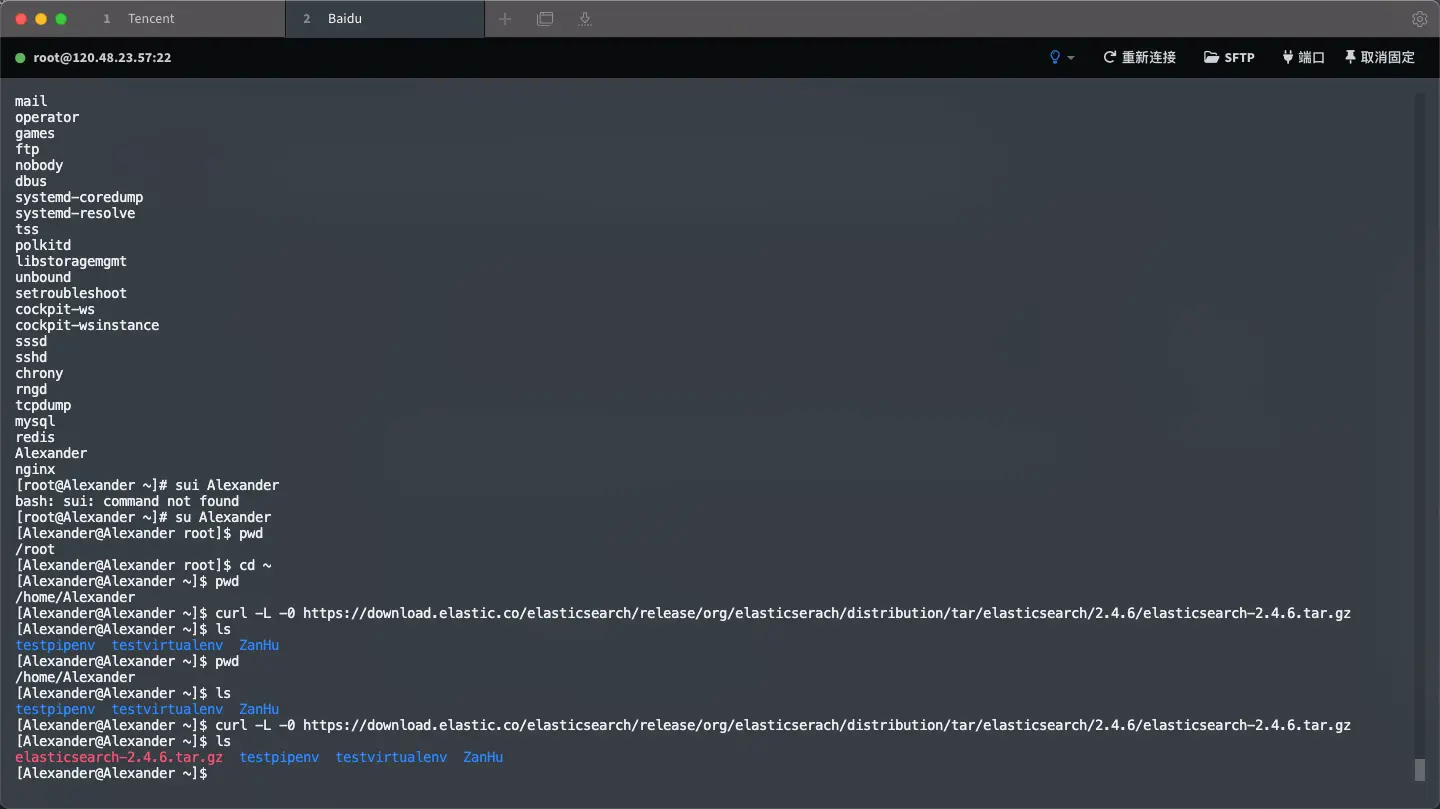 1 Tencent 2 Baidu
root@120.48.23.57:22 重新连接 SFTP 端口 取消固定
mail
operator
games
ftp
nobody
dbus
systemd-coredump
systemd-resolve
tss
polkitd
libstoragemgmt
unbound
setroubleshoot
cockpit-ws
cockpit-wsinstance
sssd
sshd
chrony
rngd
tcpdump
mysql
redis
Alexander
nginx
[root@Alexander ~]# sui Alexander
bash: sui: command not found
[root@Alexander ~]# su Alexander
[Alexander@Alexander root]$ pwd
/root
[Alexander@Alexander root]$ cd ~
[Alexander@Alexander ~]$ pwd
/home/Alexander
[Alexander@Alexander ~]$ curl -L -0 https://download.elastic.co/elasticsearch/release/org/elasticserach/distribution/tar/elasticsearch/2.4.6/elasticsearch-2.4.6.tar.gz
[Alexander@Alexander ~]$ ls
testpipenv testvirtualenv ZanHu
[Alexander@Alexander ~]$ pwd
/home/Alexander
[Alexander@Alexander ~]$ ls
testpipenv testvirtualenv ZanHu
[Alexander@Alexander ~]$ curl -L -0 https://download.elastic.co/elasticsearch/release/org/elasticserach/distribution/tar/elasticsearch/2.4.6/elasticsearch-2.4.6.tar.gz
[Alexander@Alexander ~]$ ls
elasticsearch-2.4.6.tar.gz testpipenv testvirtualenv ZanHu
[Alexander@Alexander ~]$